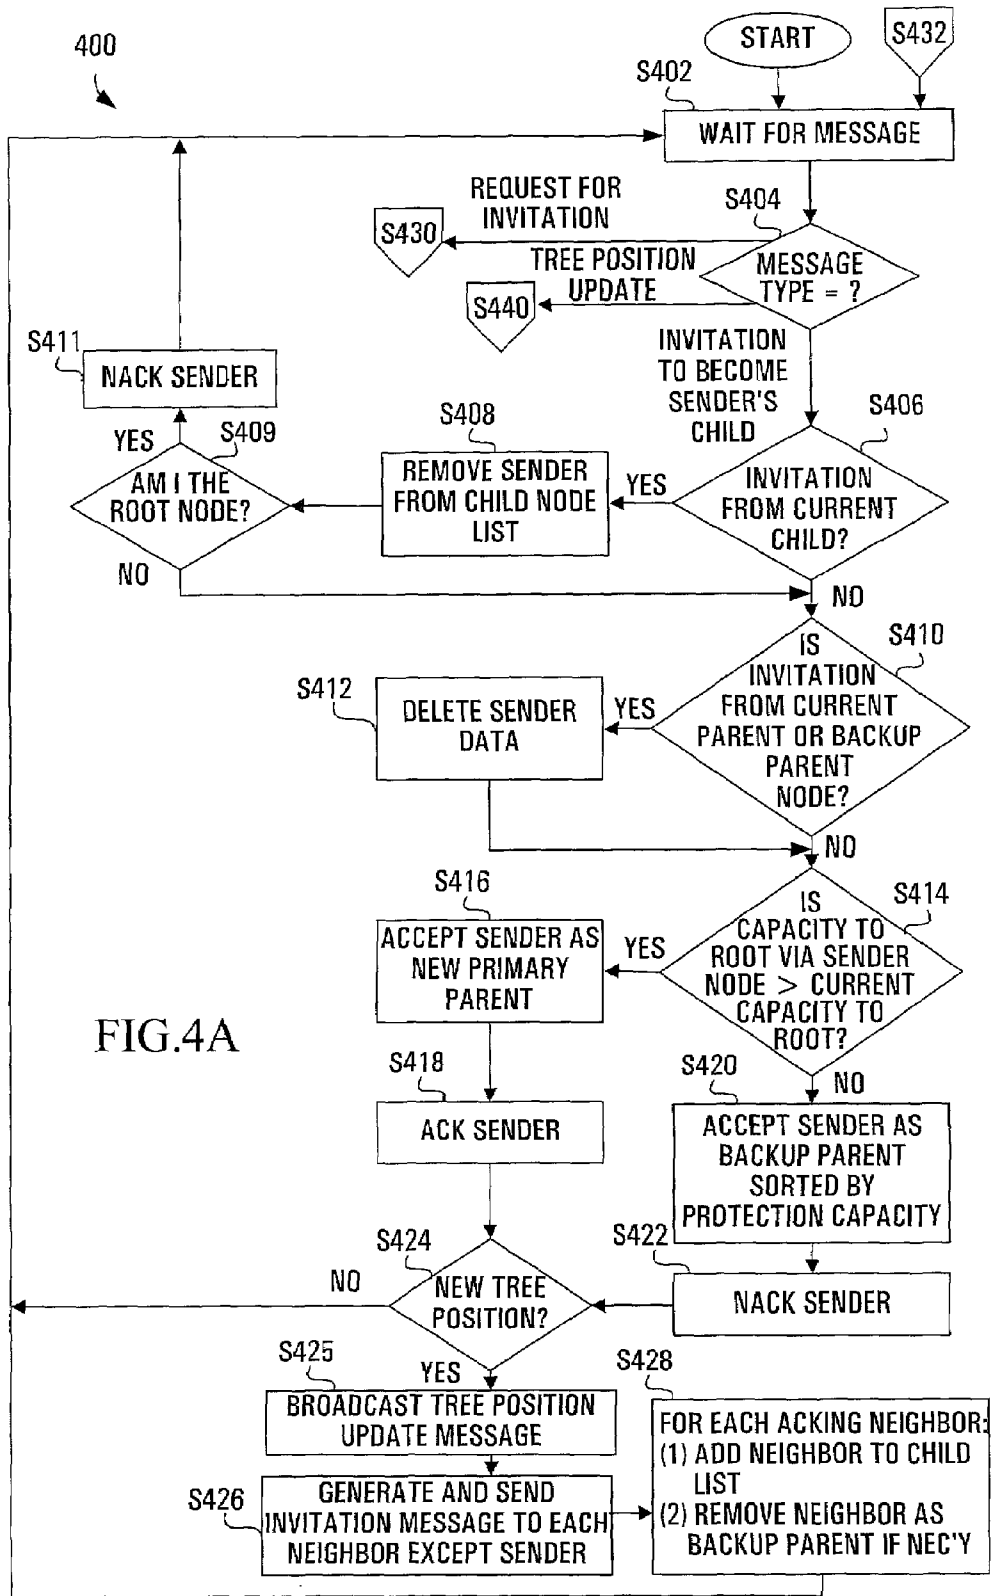 400
START
S432
S402
WAIT FOR MESSAGE
REQUEST FOR
INVITATION
S404
S430
TREE POSITION
UPDATE
MESSAGE
TYPE = ?
S440
S411
NACK SENDER
INVITATION
TO BECOME
SENDER'S
CHILD
S406
YES
S409
S408
AM I THE
ROOT NODE?
REMOVE SENDER
FROM CHILD NODE
LIST
YES
INVITATION
FROM CURRENT
CHILD?
NO
NO
S410
IS
INVITATION
FROM CURRENT
PARENT OR BACKUP
PARENT
NODE?
S412
DELETE SENDER
DATA
YES
NO
S416
S414
ACCEPT SENDER AS
NEW PRIMARY
PARENT
YES
IS
CAPACITY TO
ROOT VIA SENDER
NODE > CURRENT
CAPACITY TO
ROOT?
FIG.4A
S418
ACK SENDER
S420
NO
ACCEPT SENDER AS
BACKUP PARENT
SORTED BY
PROTECTION CAPACITY
S422
NACK SENDER
S424
NO
NEW TREE
POSITION?
YES
S425
BROADCAST TREE POSITION
UPDATE MESSAGE
S426
GENERATE AND SEND
INVITATION MESSAGE TO EACH
NEIGHBOR EXCEPT SENDER
S428
FOR EACH ACKING NEIGHBOR:
(1) ADD NEIGHBOR TO CHILD
LIST
(2) REMOVE NEIGHBOR AS
BACKUP PARENT IF NEC'Y